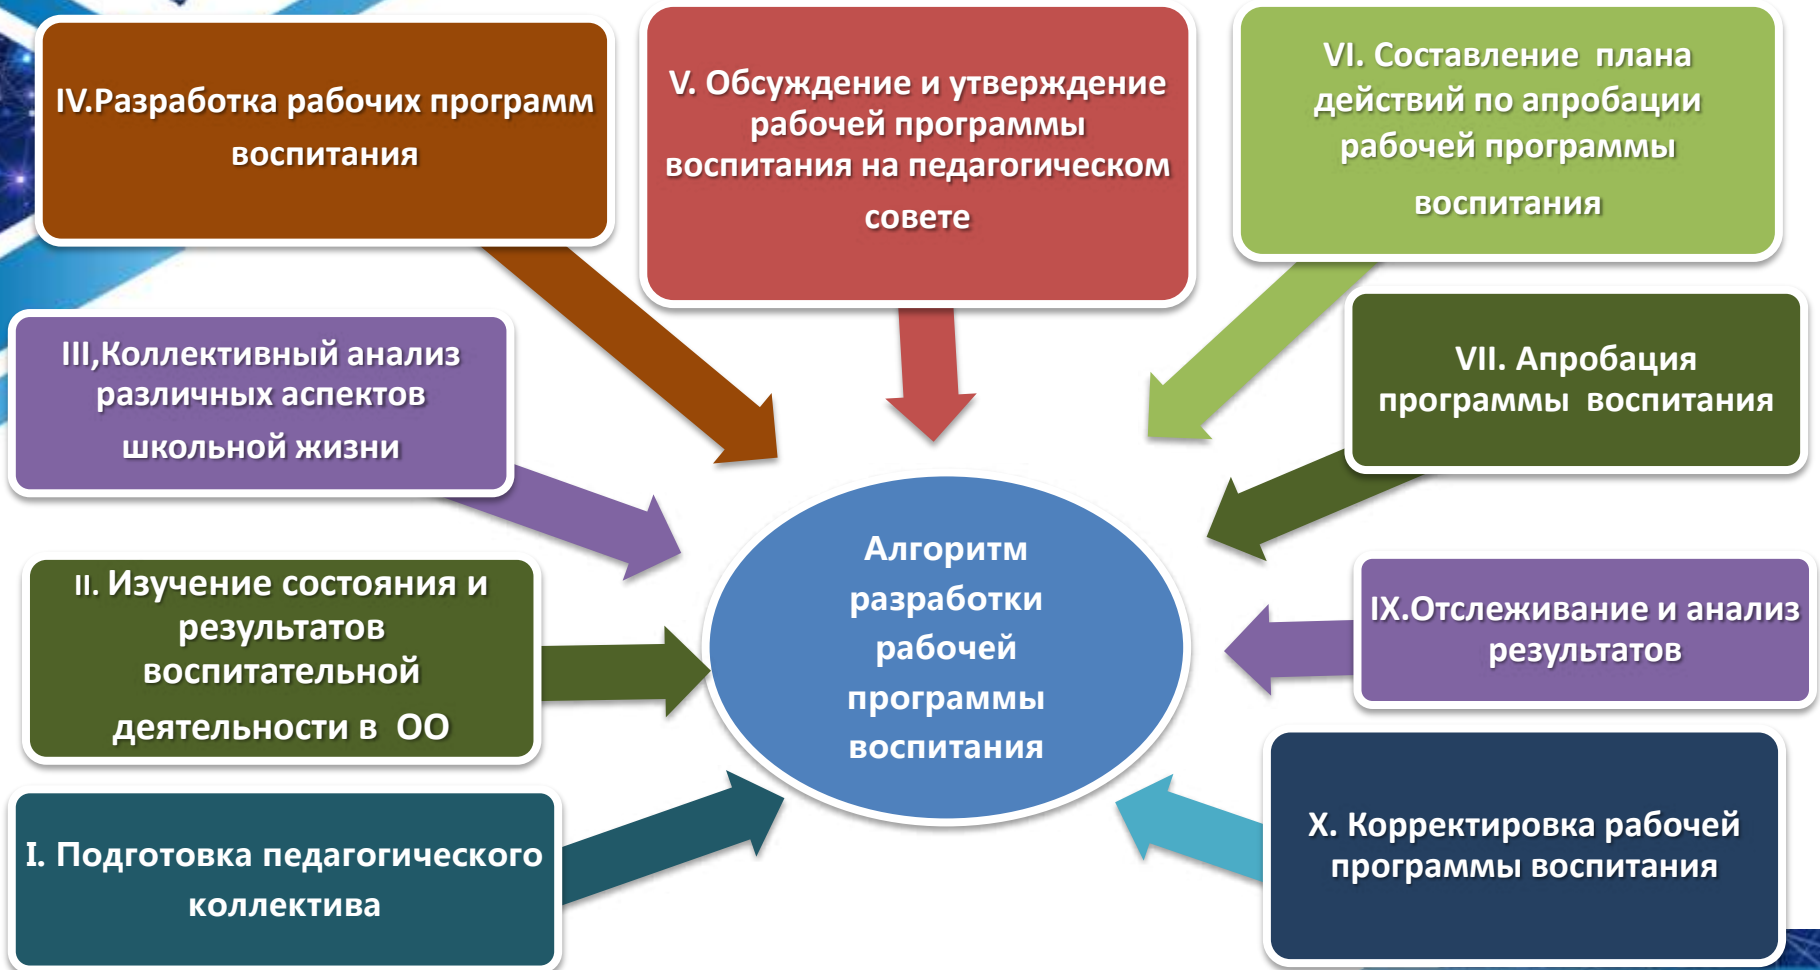 IV.Разработка рабочих программ
воспитания
V. Обсуждение и утверждение
рабочей программы
воспитания на педагогическом
совете
VI. Составление плана
действий по апробации
рабочей программы
воспитания
III,Коллективный анализ
различных аспектов
школьной жизни
VII. Апробация
программы воспитания
II. Изучение состояния и
результатов
воспитательной
деятельности в ОО
Алгоритм
разработки
рабочей
программы
воспитания
IX.Отслеживание и анализ
результатов
I. Подготовка педагогического
коллектива
X. Корректировка рабочей
программы воспитания